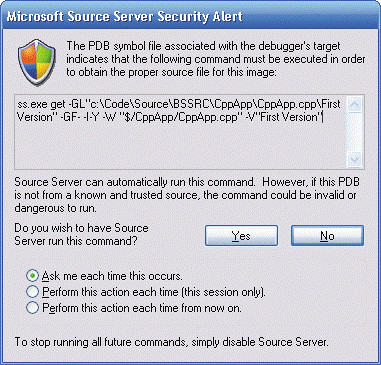 Microsoft Source Server Security Alert
The PDB symbol file associated with the debugger's target
indicates that the following command must be executed in order
to obtain the proper source file for this image:
ss.exe get -GL"c:\Code\Source\BSSRC\CppApp\CppApp.cpp\First
Version" -GF- -I-Y -W "$/CppApp/CppApp.cpp" -V"First Version"
Source Server can automatically run this command. However, if this PDB
is not from a known and trusted source, the command could be invalid or
dangerous to run.
Do you wish to have Source
Server run this command?
Yes
No
Ask me each time this occurs.
Perform this action each time (this session only).
Perform this action each time from now on.
To stop running all future commands, simply disable Source Server.